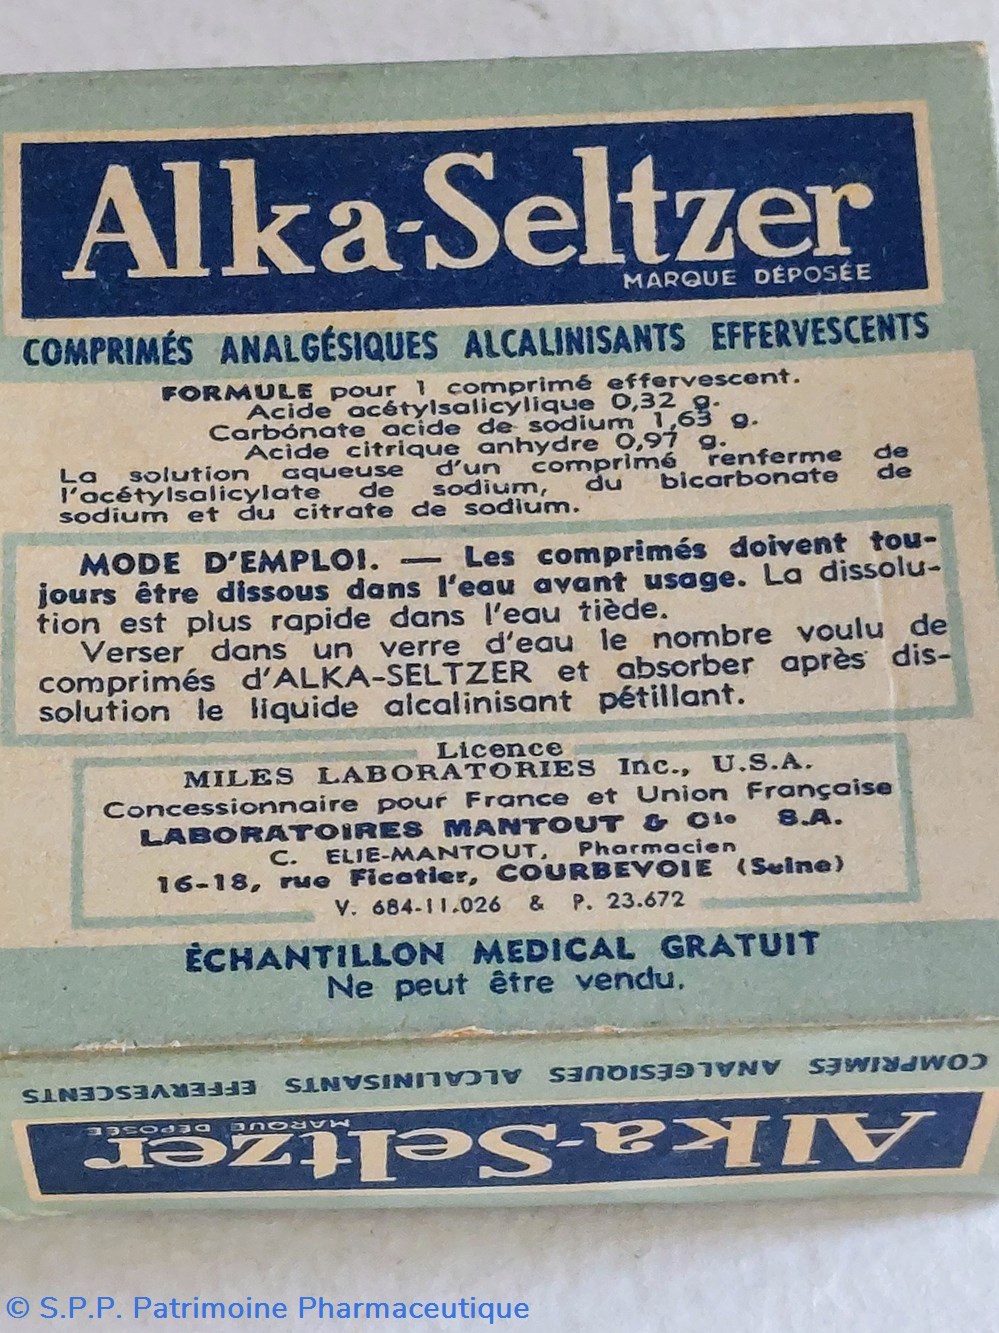 Alka-Seltzer
MARQUE DÉPOSÉE
COMPRIMÉS ANALGÉSIQUES ALCALINISANTS EFFERVESCENTS
FORMULE pour 1 comprimé effervescent.
Acide acétylsalicylique 0,32 g.
Carbónate acide de sodium 1,63 g.
Acide citrique anhydre 0,97 g.
La solution aqueuse d'un comprimé renferme de
l'acétylsalicylate de sodium, du bicarbonate de
sodium et du citrate de sodium.
MODE D'EMPLOI. — Les comprimés doivent tou-
jours être dissous dans l'eau avant usage. La dissolu-
tion est plus rapide dans l'eau tiède.
Verser dans un verre d'eau le nombre voulu de
comprimés d'ALKA-SELTZER et absorber après dis-
solution le liquide alcalinisant pétillant.
Licence
MILES LABORATORIES Inc., U.S.A.
Concessionnaire pour France et Union Française
LABORATOIRES MANTOUT & Cie S.A.
C. ELIE-MANTOUT, Pharmacien
16-18, rue Ficatier, COURBEVOIE (Seine)
V. 684-11.026 & P. 23.672
ÉCHANTILLON MEDICAL GRATUIT
Ne peut être vendu.
COMPRIMÉS ANALGÉSIQUES ALCALINISANTS EFFERVESCENTS
Alka-Seltzer
MARQUE DÉPOSÉE
© S.P.P. Patrimoine Pharmaceutique